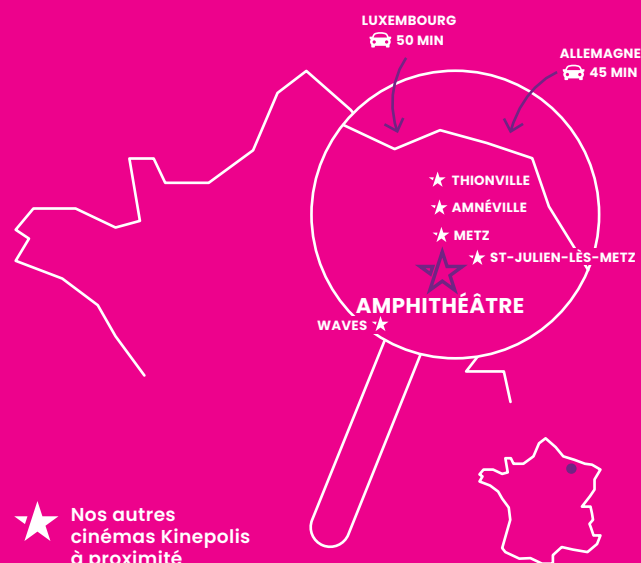 LUXEMBOURG
50 MIN
ALLEMAGNE
45 MIN
THIONVILLE
AMNÉVILLE
METZ
ST-JULIEN-LÈS-METZ
AMPHITHÉÂTRE
WAVES
Nos autres
cinémas Kinepolis
à proximité